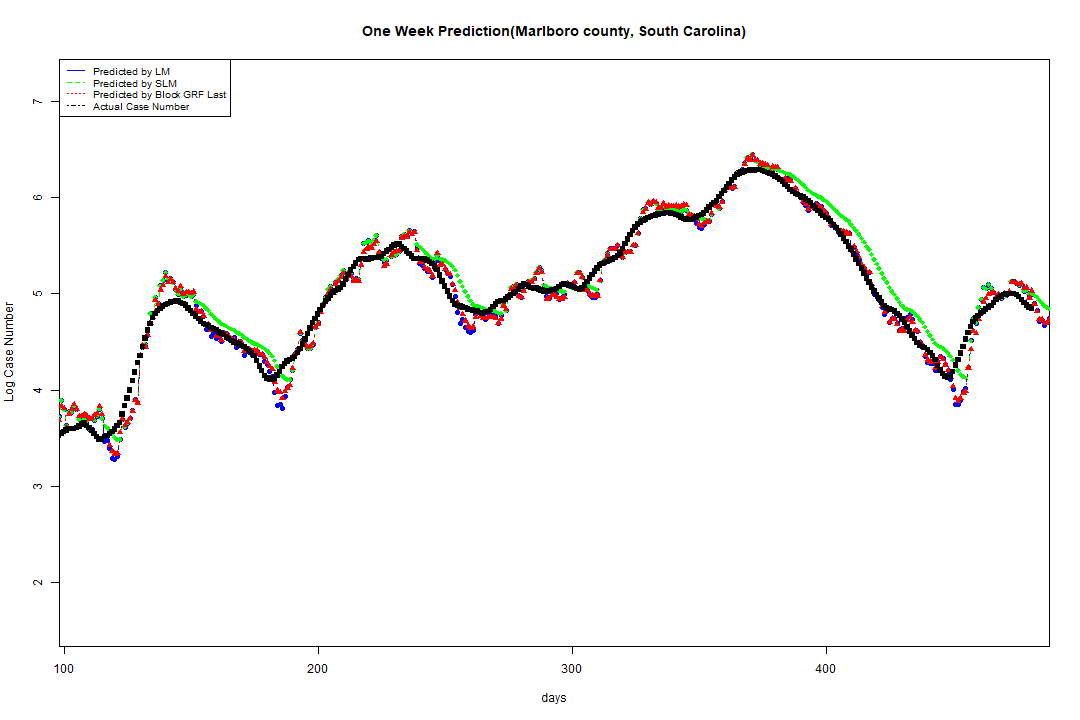 One Week Prediction(Marlboro county, South Carolina)
Predicted by LM
Predicted by SLM
Predicted by Block GRF Last
Actual Case Number
7
6
5
4
3
2
Log Case Number
100 200 300 400
days